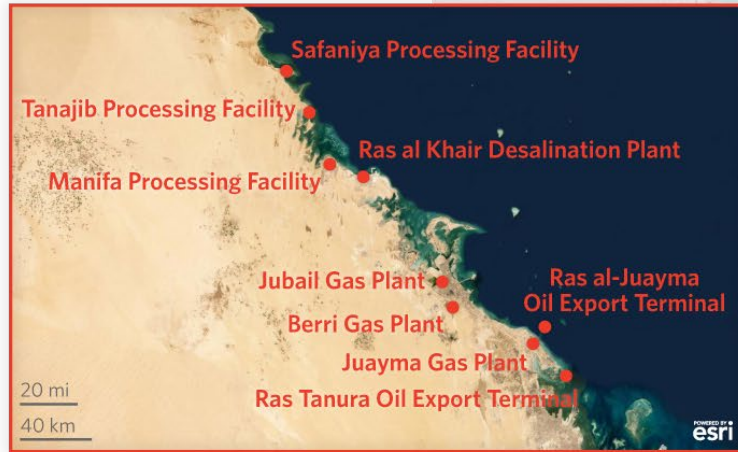 Safaniya Processing Facility
Tanajib Processing Facility
Ras al Khair Desalination Plant
Manifa Processing Facility
Jubail Gas Plant
Ras al-Juayma
Oil Export Terminal
Berri Gas Plant
Juayma Gas Plant
Ras Tanura Oil Export Terminal
20 mi
40 km
POWERED BY
esri